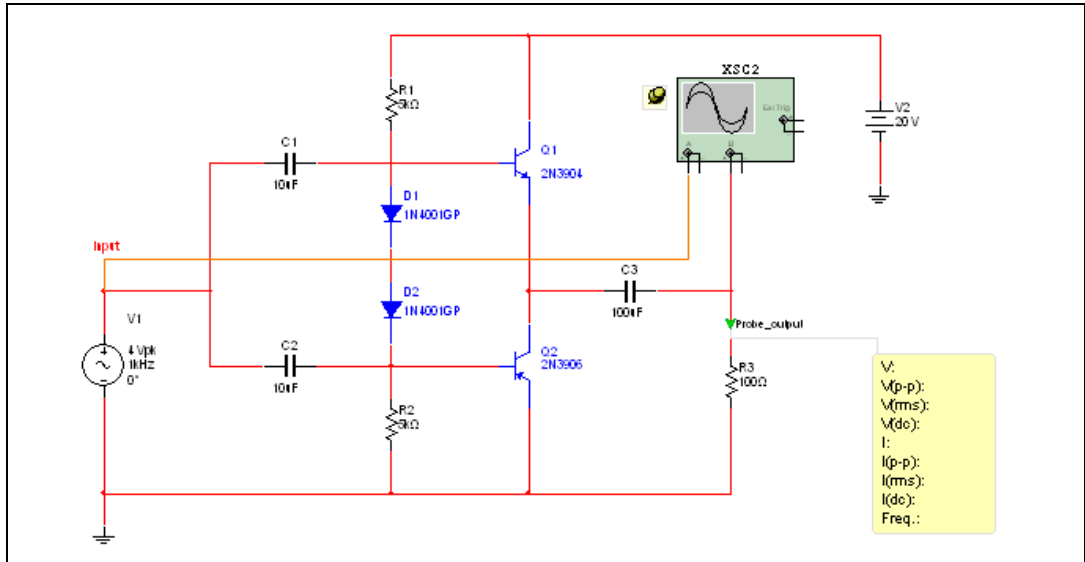 XSC2
Ext Trig
A
B
R1
5kΩ
V2
20 V
C1
10uF
Q1
2N3904
D1
1N4001GP
Input
C3
100uF
D2
1N4001GP
Probe_output
V1
4 Vpk
1kHz
0°
C2
10uF
Q2
2N3906
R3
100Ω
R2
5kΩ
V:
V(p-p):
V(rms):
V(dc):
I:
I(p-p):
I(rms):
I(dc):
Freq.: